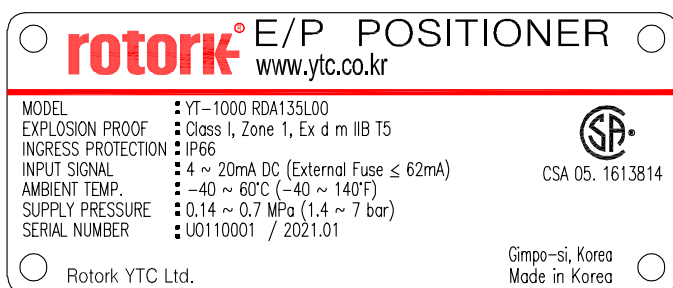 rotork® E/P POSITIONER
www.ytc.co.kr
MODEL : YT-1000 RDA135L00
EXPLOSION PROOF : Class I, Zone 1, Ex d m IIB T5
INGRESS PROTECTION : IP66
INPUT SIGNAL : 4 ~ 20mA DC (External Fuse ≤ 62mA)
AMBIENT TEMP. : -40 ~ 60°C (-40 ~ 140°F)
SUPPLY PRESSURE : 0.14 ~ 0.7 MPa (1.4 ~ 7 bar)
SERIAL NUMBER : U0110001 / 2021.01
SA®
CSA 05. 1613814
Rotork YTC Ltd.
Gimpo-si, Korea
Made in Korea